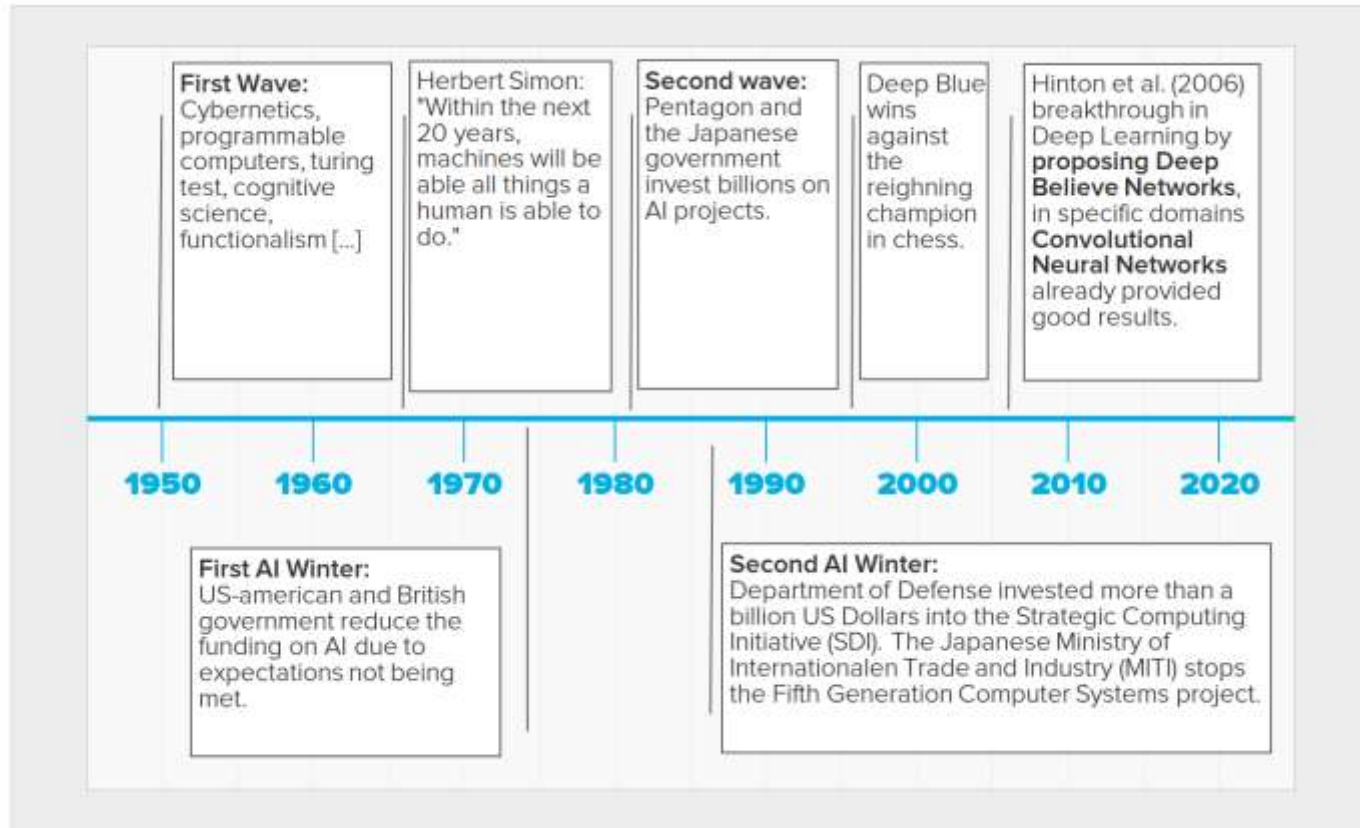 First Wave:
Cybernetics,
programmable
computers, turing
test, cognitive
science,
functionalism [...]
Herbert Simon:
"Within the next
20 years,
machines will be
able all things a
human is able to
do."
Second wave:
Pentagon and
the Japanese
government
invest billions on
AI projects.
Deep Blue
wins
against
the
reighning
champion
in chess.
Hinton et al. (2006)
breakthrough in
Deep Learning by
proposing Deep
Believe Networks,
in specific domains
Convolutional
Neural Networks
already provided
good results.
1950 1960 1970 1980 1990 2000 2010 2020
First AI Winter:
US-american and British
government reduce the
funding on AI due to
expectations not being
met.
Second AI Winter:
Department of Defense invested more than a
billion US Dollars into the Strategic Computing
Initiative (SDI). The Japanese Ministry of
Internationalen Trade and Industry (MITI) stops
the Fifth Generation Computer Systems project.